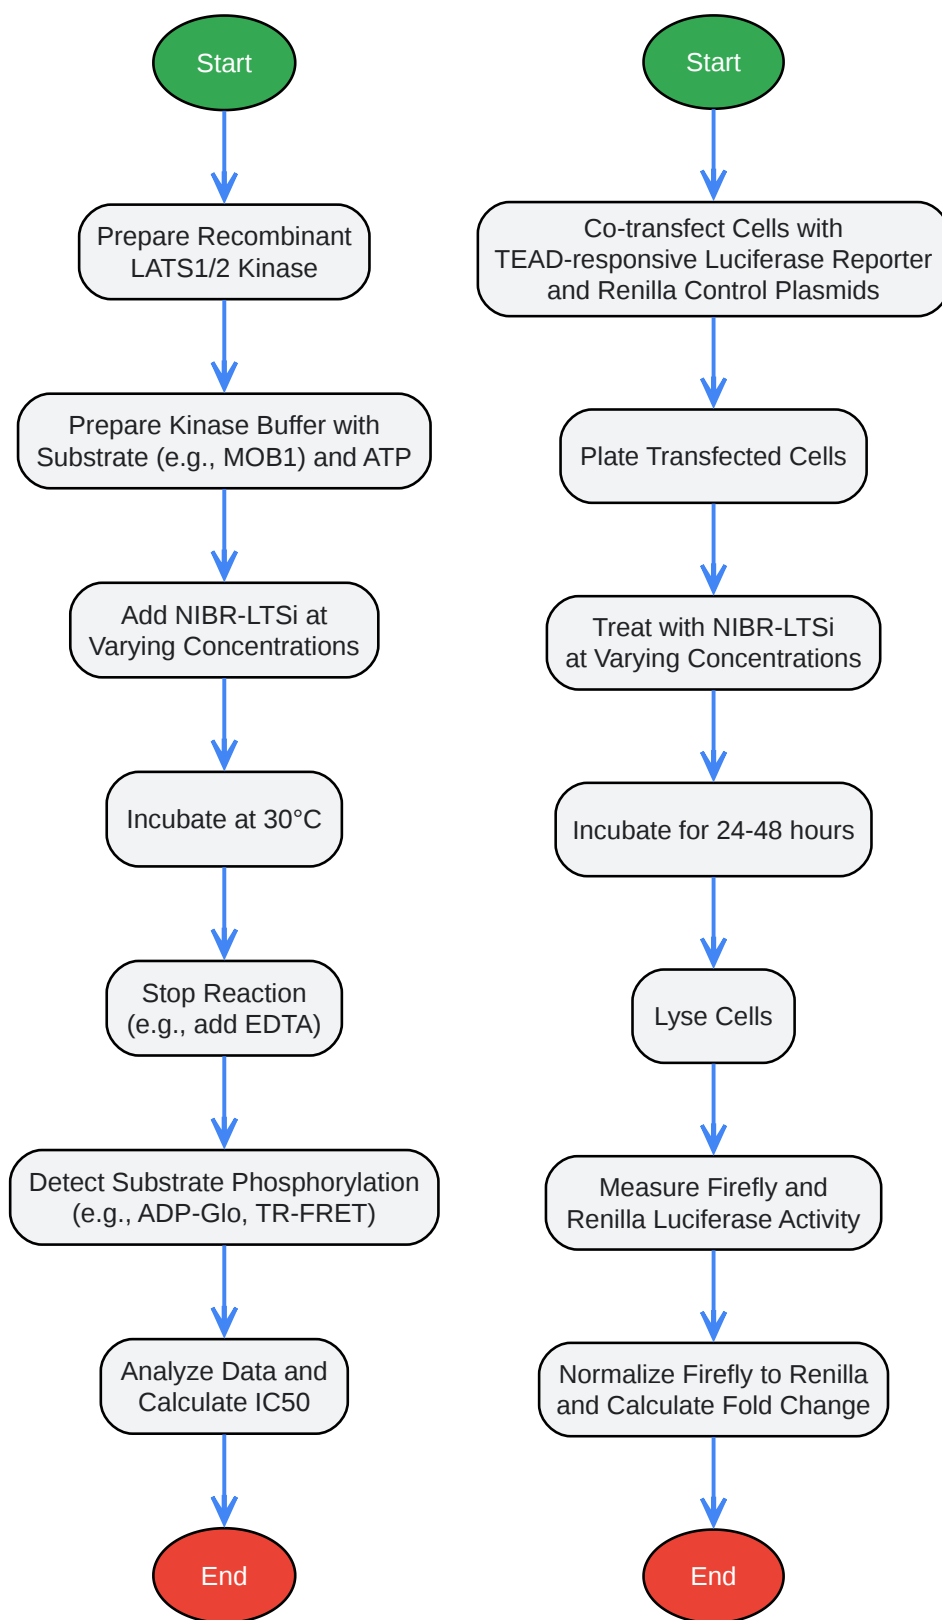 Start
Prepare Recombinant
LATS1/2 Kinase
Prepare Kinase Buffer with
Substrate (e.g., MOB1) and ATP
Add NIBR-LTSi at
Varying Concentrations
Incubate at 30°C
Stop Reaction
(e.g., add EDTA)
Detect Substrate Phosphorylation
(e.g., ADP-Glo, TR-FRET)
Analyze Data and
Calculate IC50
End
Start
Co-transfect Cells with
TEAD-responsive Luciferase Reporter
and Renilla Control Plasmids
Plate Transfected Cells
Treat with NIBR-LTSi
at Varying Concentrations
Incubate for 24-48 hours
Lyse Cells
Measure Firefly and
Renilla Luciferase Activity
Normalize Firefly to Renilla
and Calculate Fold Change
End